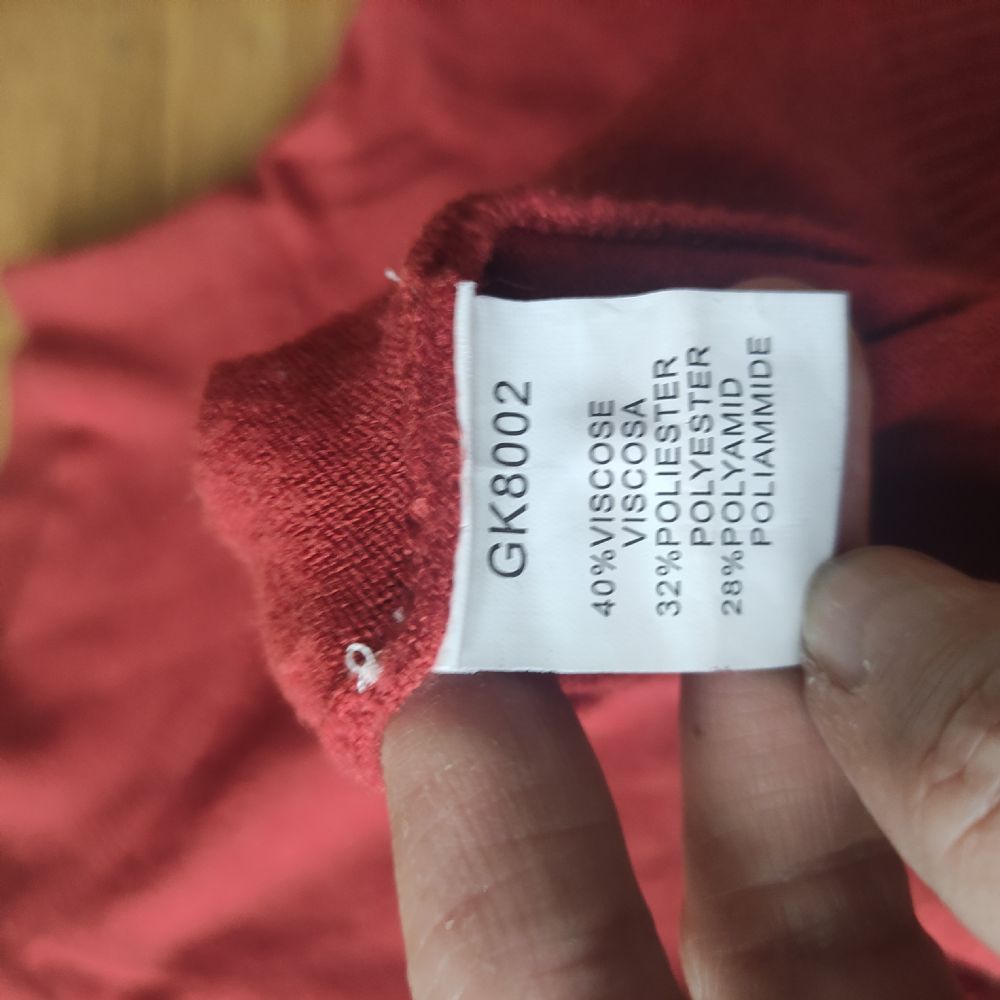 GK8002
40%VISCOSE
VISCOSA
32%POLIESTER
POLYESTER
28%POLYAMID
POLIAMMIDE